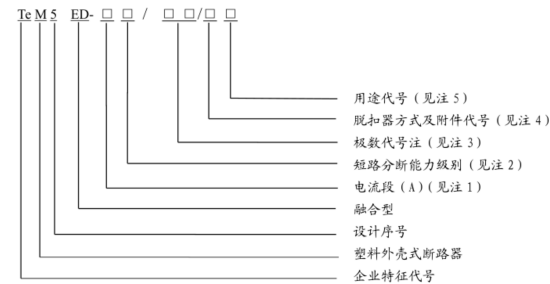 TeM5 ED-□□/□□/□□
用途代号(见注5)
脱扣器方式及附件代号(见注4)
极数代号注(见注3)
短路分断能力级别(见注2)
电流段(A)(见注1)
融合型
设计序号
塑料外壳式断路器
企业特征代号